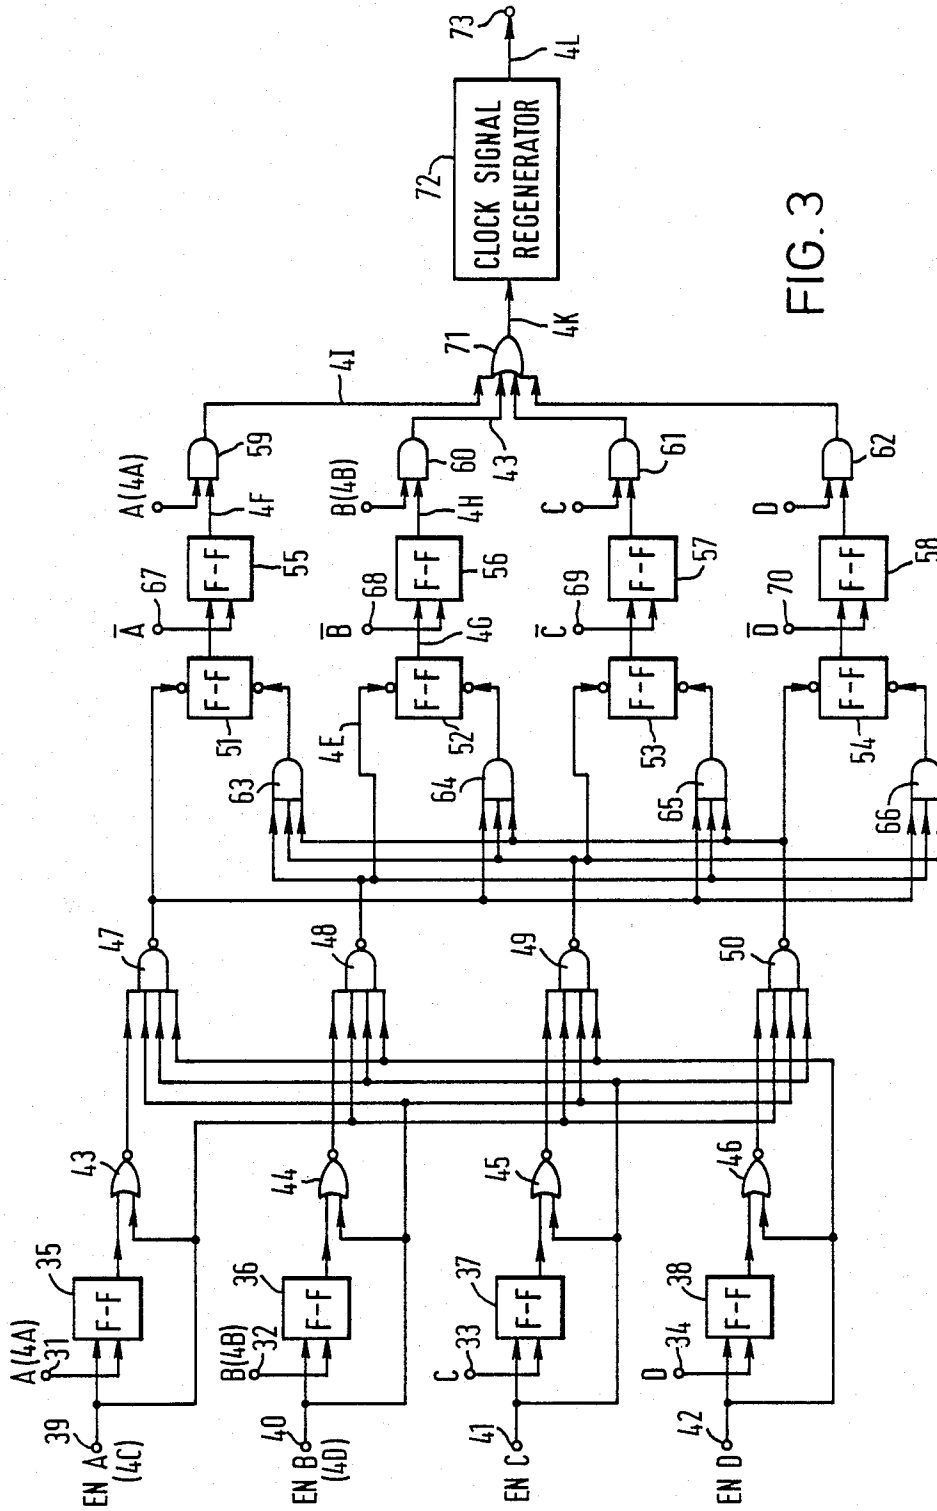 EN A
(4C)
39
A(4A)
31
35
F-F
43
47
EN B
(4D)
40
B(4B)
32
36
F-F
44
48
EN C
41
C
33
37
F-F
45
49
EN D
42
D
34
38
F-F
46
50
63
51
F-F
A
67
F-F
55
4F
A(4A)
59
4I
4E
64
52
F-F
4G
B
68
F-F
56
4H
B(4B)
60
43
65
53
F-F
C
69
F-F
57
C
61
66
54
F-F
D
70
F-F
58
D
62
71
4K
72
CLOCK SIGNAL
REGENERATOR
4L
73
FIG. 3